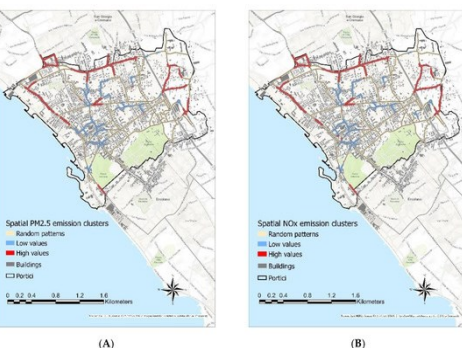 Spatial PM2.5 emission clusters
Random patterns
Low values
High values
Buildings
Portici
0 0.2 0.4 0.8 1.2 1.6
Kilometers
(A)
Spatial NOx emission clusters
Random patterns
Low values
High values
Buildings
Portici
0 0.2 0.4 0.8 1.2 1.6
Kilometers
(B)